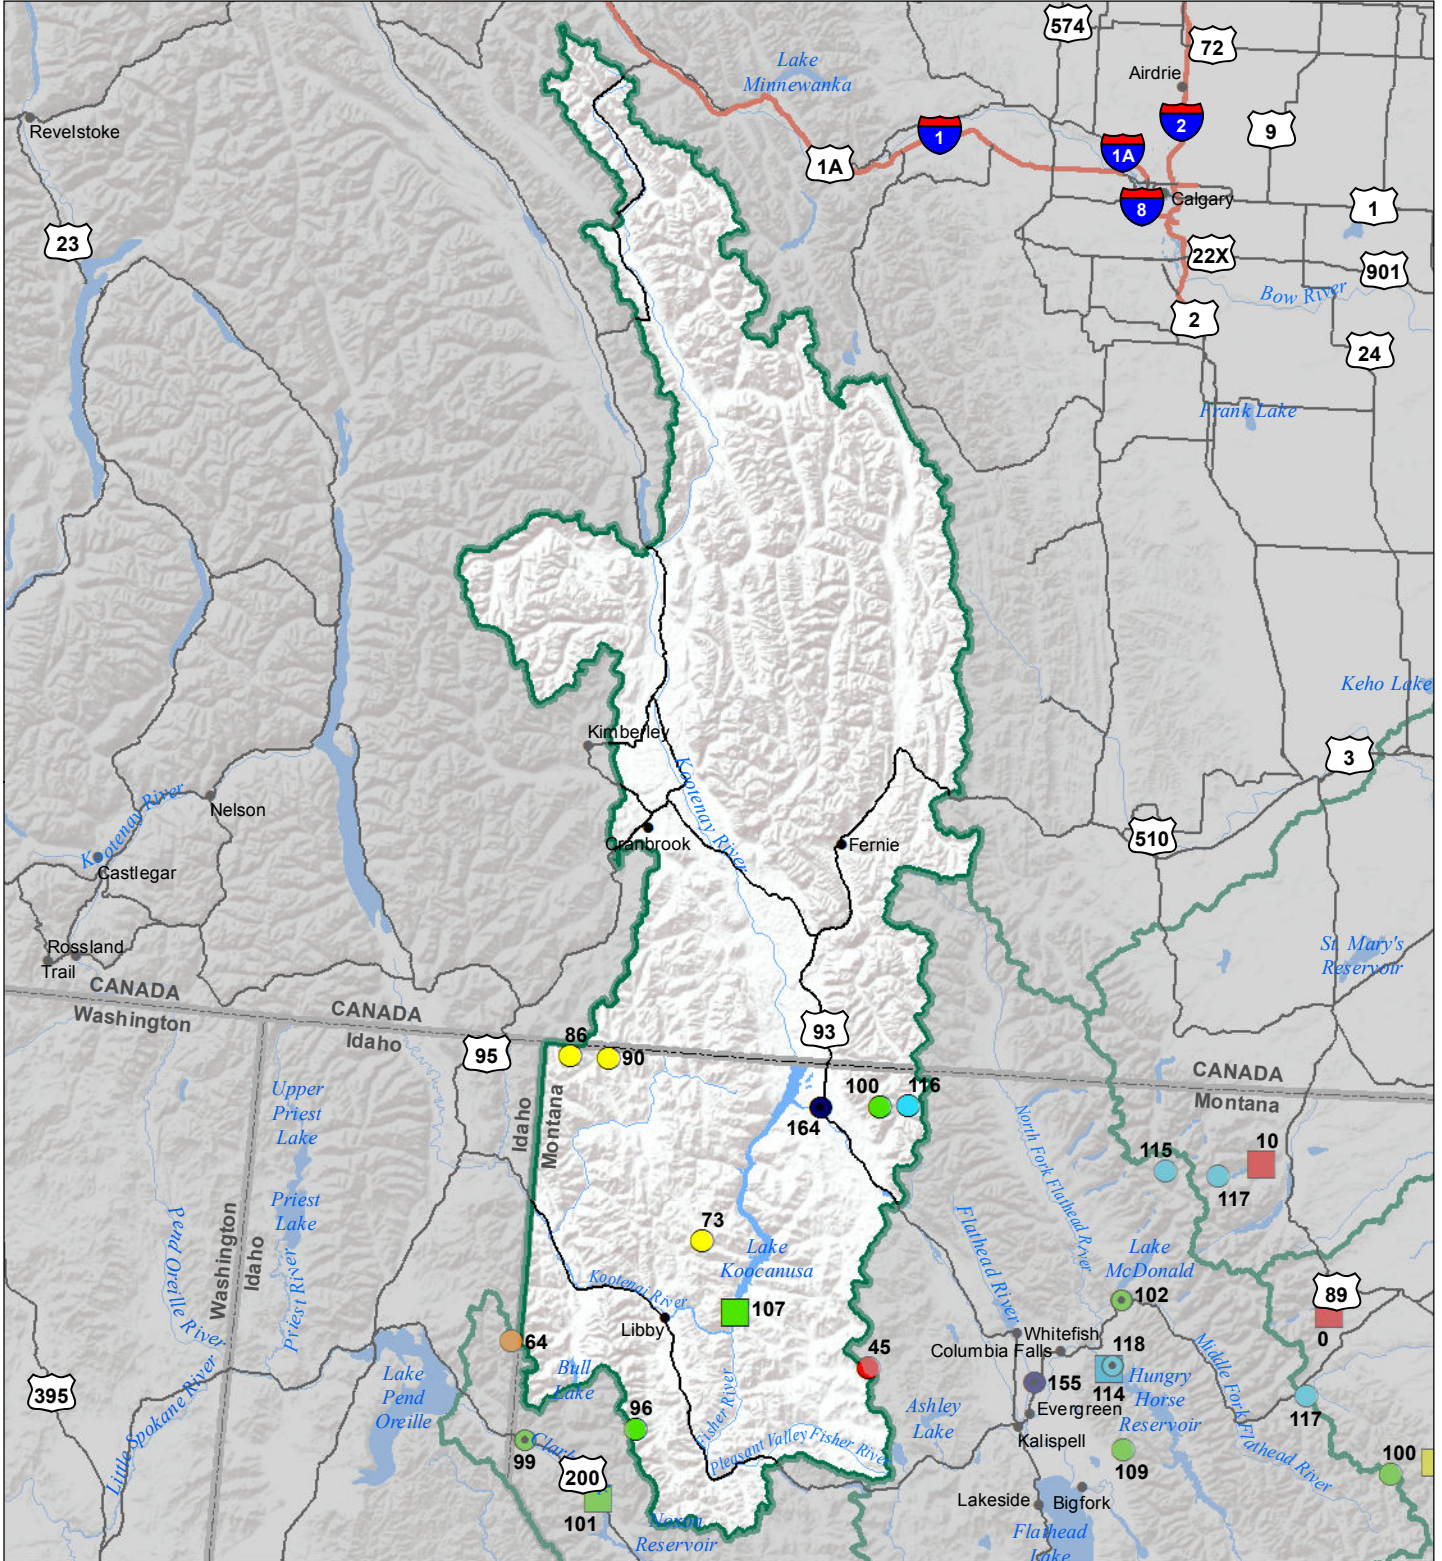 574
72
Lake
Minnewanka
Airdrie
Revelstoke
1
2
9
1A
1A
8
Calgary
1
23
22X
901
Bow River
2
24
Frank Lake
Keho Lake
Kimberley
3
Kootenay River
Nelson
Kootenay River
Cranbrook
Fernie
510
Castlegar
Rossland
Trail
St. Mary's
Reservoir
CANADA
Washington
CANADA
Idaho
95
86
90
93
CANADA
Montana
100
116
164
Upper
Priest
Lake
Idaho
Montana
North Fork Flathead River
115
10
117
Priest
Lake
Pend Oreille River
Washington
Idaho
Priest River
73
Lake
Koocanusa
Flathead River
Lake
McDonald
Kootenai River
107
Libby
102
89
0
64
Whitefish
Columbia Falls
45
118
114
Hungry
Horse
Reservoir
Middle Fork Flathead River
Bull
Lake
Lake
Pend
Oreille
395
Little Spokane River
155
Evergreen
Ashley
Lake
117
96
Fisher River
Pleasant Valley Fisher River
Kalispell
99
Clark
200
109
100
101
Noxon
Reservoir
Lakeside
Bigfork
Flathead
Lake